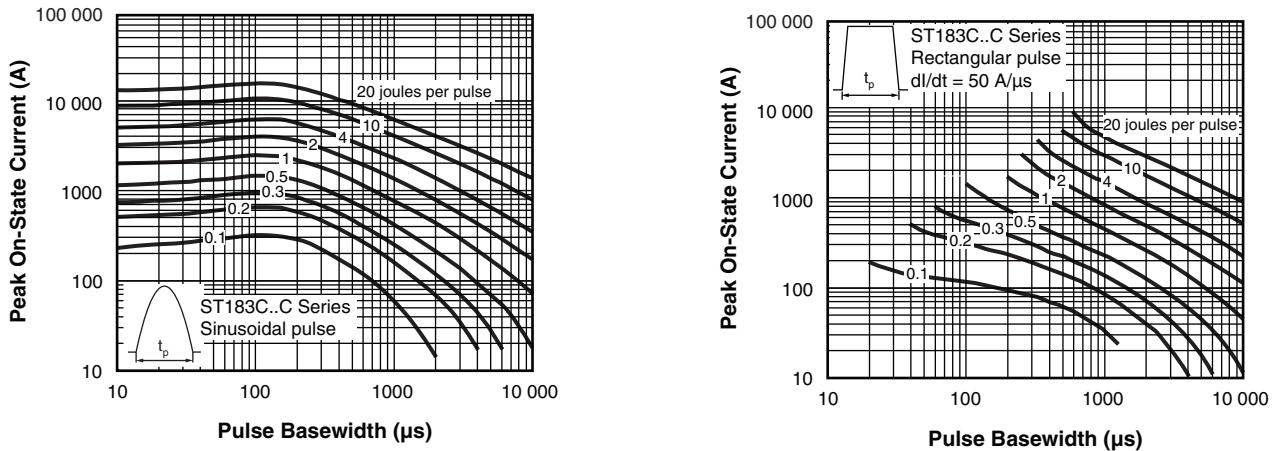 100 000
10 000
1000
100
10
Peak On-State Current (A)
20 joules per pulse
10
4
2
1
0.5
0.3
0.2
0.1
ST183C..C Series
Sinusoidal pulse
tp
10
100
1000
10 000
Pulse Basewidth (µs)
100 000
10 000
1000
100
10
Peak On-State Current (A)
tp
ST183C..C Series
Rectangular pulse
dI/dt = 50 A/µs
20 joules per pulse
10
4
2
1
0.5
0.3
0.2
0.1
10
100
1000
10 000
Pulse Basewidth (µs)